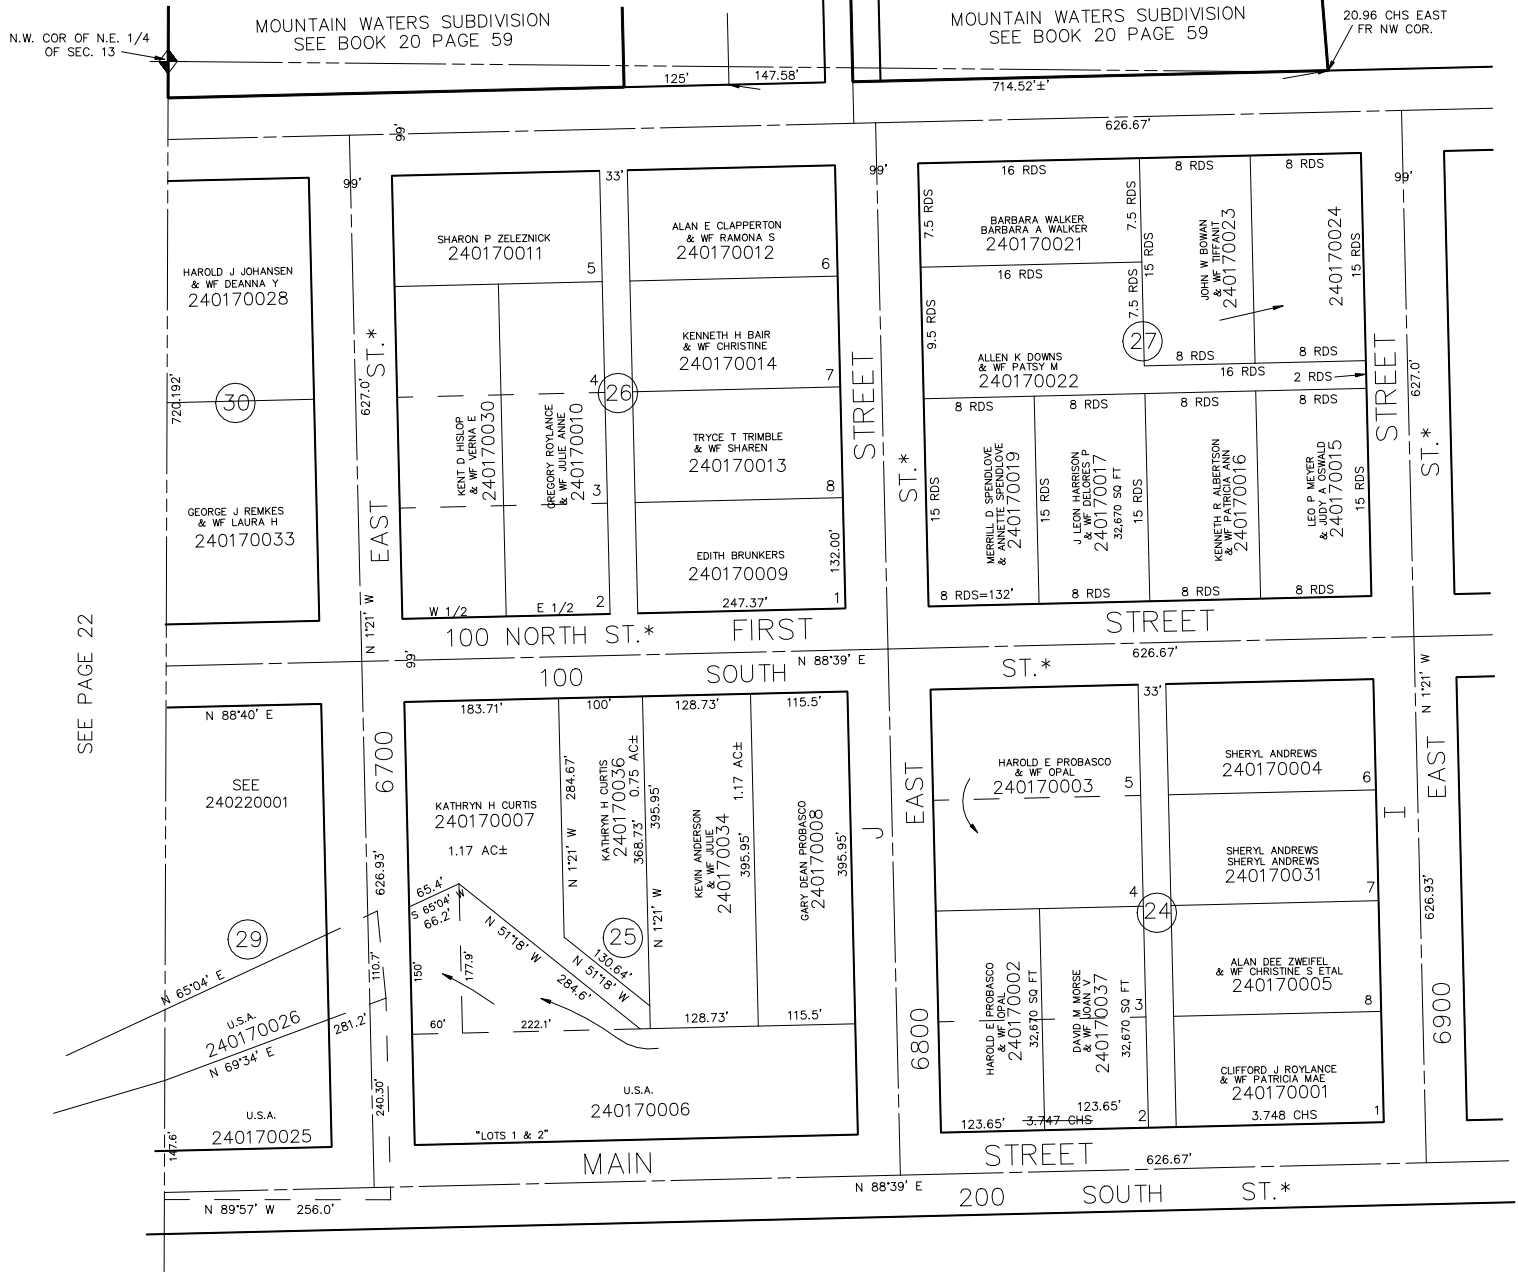 MOUNTAIN WATERS SUBDIVISION
SEE BOOK 20 PAGE 59
MOUNTAIN WATERS SUBDIVISION
SEE BOOK 20 PAGE 59
N.W. COR OF N.E. 1/4
OF SEC. 13
20.96 CHS EAST
FR NW COR.
125'
147.58'
714.52'±'
99'
626.67'
99'
33'
99'
99'
HAROLD J JOHANSEN
& WF DEANNA Y
240170028
720.192'
30
GEORGE J REMKES
& WF LAURA H
240170033
627.0'
EAST ST.*
N 1°21' W
SHARON P ZELEZNICK
240170011
5
ALAN E CLAPPERTON
& WF RAMONA S
240170012
6
KENNETH H BAIR
& WF CHRISTINE
240170014
7
4
26
KENT D HISLOP
& WF VERNA E
240170030
GREGORY ROYLANCE
& WF JULIE ANNE
240170010
3
TRYCE T TRIMBLE
& WF SHAREN
240170013
8
EDITH BRUNKERS
240170009
132.00'
247.37'
1
W 1/2
E 1/2
2
STREET
ST.*
16 RDS
8 RDS
8 RDS
7.5 RDS
BARBARA WALKER
BARBARA A WALKER
240170021
7.5 RDS
15 RDS
JOHN W BOWAN
& WF TIFFANIT
240170023
240170024
15 RDS
16 RDS
7.5 RDS
9.5 RDS
27
ALLEN K DOWNS
& WF PATSY M
240170022
8 RDS
8 RDS
16 RDS
2 RDS
8 RDS
8 RDS
8 RDS
8 RDS
15 RDS
MERRILL D SPENDLOVE
& ANNETTE SPENDLOVE
240170019
15 RDS
J LEON HARRISON
& WF DELORES P
240170017
32,670 SQ FT
15 RDS
KENNETH R ALBERTSON
& WF PATRICIA ANN
240170016
LEO P MEYER
& JUDY A OSWALD
240170015
15 RDS
8 RDS=132'
8 RDS
8 RDS
8 RDS
STREET
627.0'
ST.*
100 NORTH ST.*
FIRST
STREET
99'
100
SOUTH
N 88°39' E
ST.*
626.67'
N 1°21' W
SEE PAGE 22
N 88°40' E
SEE
240220001
29
N 65°04' E
U.S.A.
240170026
N 69°34' E
281.2'
U.S.A.
240170025
147.6'
N 89°57' W 256.0'
6700
626.93'
110.7'
240.30'
183.71'
100'
128.73'
115.5'
KATHRYN H CURTIS
240170007
1.17 AC±
N 1°21' W 284.67'
KATHRYN H CURTIS
240170036
368.73' 0.75 AC±
N 1°21' W 395.95'
KEVIN ANDERSON
& WF JULIE
240170034
395.95' 1.17 AC±
GARY DEAN PROBASCO
240170008
395.95'
65.4'
S 65°04' W
66.2'
N 51°18' W
284.6'
25
130.64'
N 51°18' W
150'
177.9'
60'
222.1'
128.73'
115.5'
U.S.A.
240170006
"LOTS 1 & 2"
J
EAST
6800
33'
HAROLD E PROBASCO
& WF OPAL
240170003
5
SHERYL ANDREWS
240170004
6
4
24
SHERYL ANDREWS
SHERYL ANDREWS
240170031
7
HAROLD E PROBASCO
& WF OPAL
240170002
32,670 SQ FT
DAVID M MORSE
& WF JOAN V
240170037
32,670 SQ FT
3
ALAN DEE ZWEIFEL
& WF CHRISTINE S ETAL
240170005
8
CLIFFORD J ROYLANCE
& WF PATRICIA MAE
240170001
3.748 CHS
1
123.65'
3.747 CHS
123.65'
2
I
EAST
626.93'
6900
MAIN
STREET
626.67'
N 88°39' E
200
SOUTH
ST.*